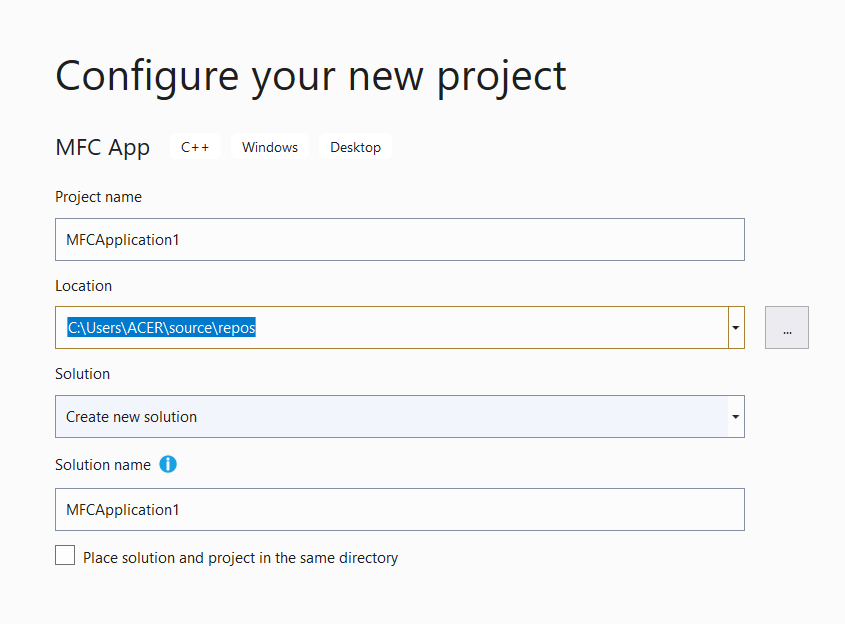 Configure your new project
MFC App C++ Windows Desktop
Project name
MFCApplication1
Location
C:\Users\ACER\source\repos
...
Solution
Create new solution
Solution name
MFCApplication1
Place solution and project in the same directory